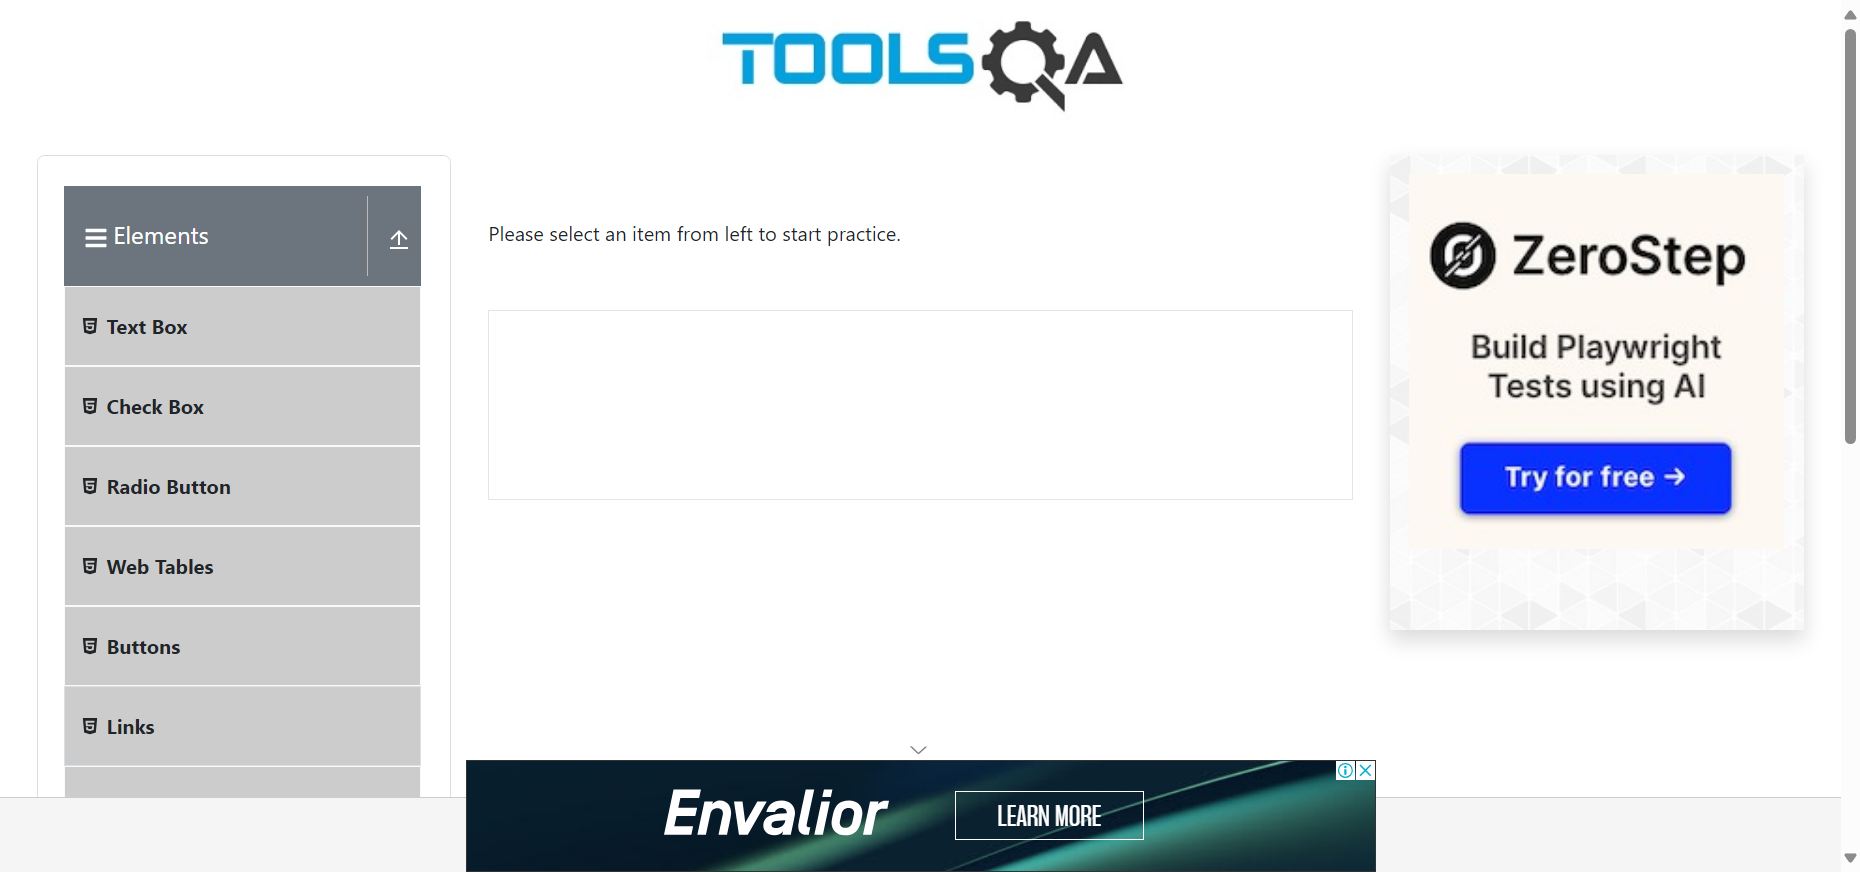 TOOLSQA
Elements
Text Box
Check Box
Radio Button
Web Tables
Buttons
Links
Please select an item from left to start practice.
ZeroStep
Build Playwright
Tests using AI
Try for free →
Envalior
LEARN MORE